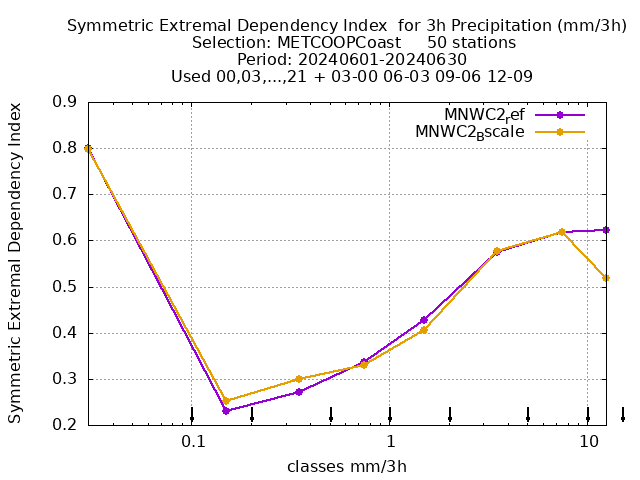 Symmetric Extremal Dependency Index  for 3h Precipitation (mm/3h)
Selection: METCOOPCoast     50 stations
Period: 20240601-20240630
Used 00,03,...,21 + 03-00 06-03 09-06 12-09
MNWC2ref
MNWC2Bscale
Symmetric Extremal Dependency Index
0.9
0.8
0.7
0.6
0.5
0.4
0.3
0.2
0.1 1 10
classes mm/3h